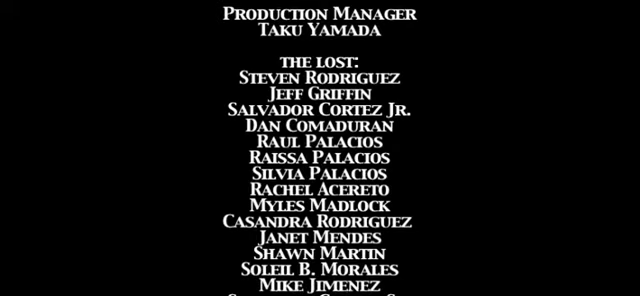 Production Manager
Taku Yamada
the Lost:
Steven Rodriguez
Jeff Griffin
Salvador Cortez Jr.
Dan Comaduran
Raul Palacios
Raissa Palacios
Silvia Palacios
Rachel Acereto
Myles Madlock
Casandra Rodriguez
Janet Mendes
Shawn Martin
Soleil B. Morales
Mike Jimenez